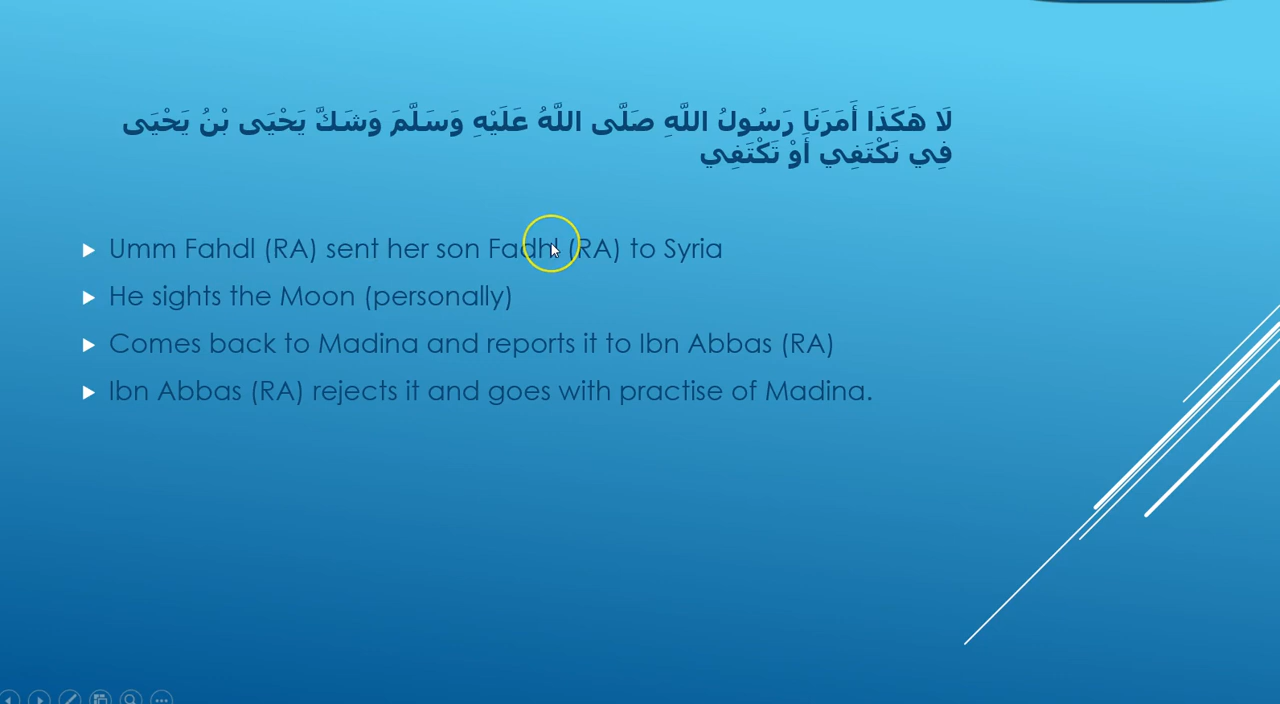 لَا هَكَذَا أَمَرَنَا رَسُولُ اللَّهِ صَلَّى اللَّهُ عَلَيْهِ وَسَلَّمَ وَشَكَّ يَحْيَى بْنُ يَحْيَى
فِي نَكْتَفِي أَوْ تَكْتَفِي
Umm Fahdl (RA) sent her son Fadhl (RA) to Syria
He sights the Moon (personally)
Comes back to Madina and reports it to Ibn Abbas (RA)
Ibn Abbas (RA) rejects it and goes with practise of Madina.